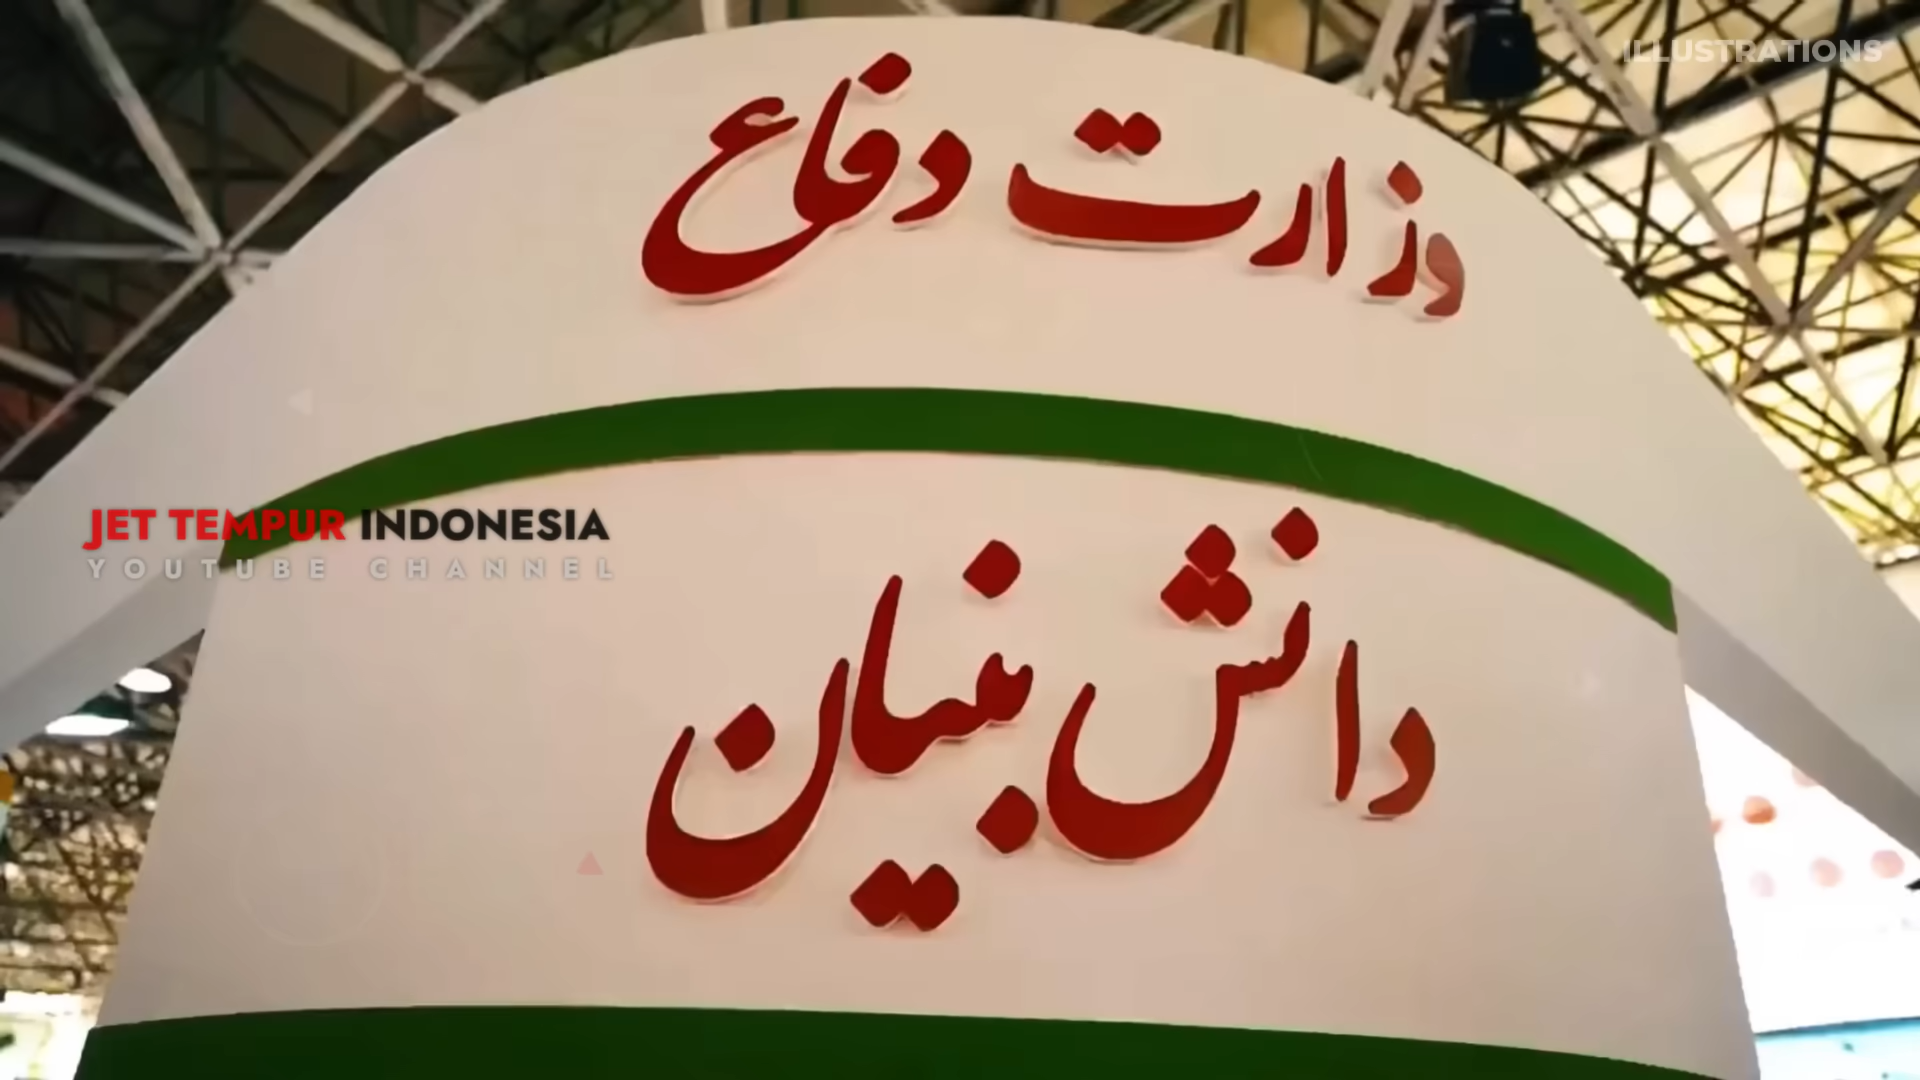 ILLUSTRATIONS
وزارت دفاع
JET TEMPUR INDONESIA
YOUTUBE CHANNEL
دانش بنیان